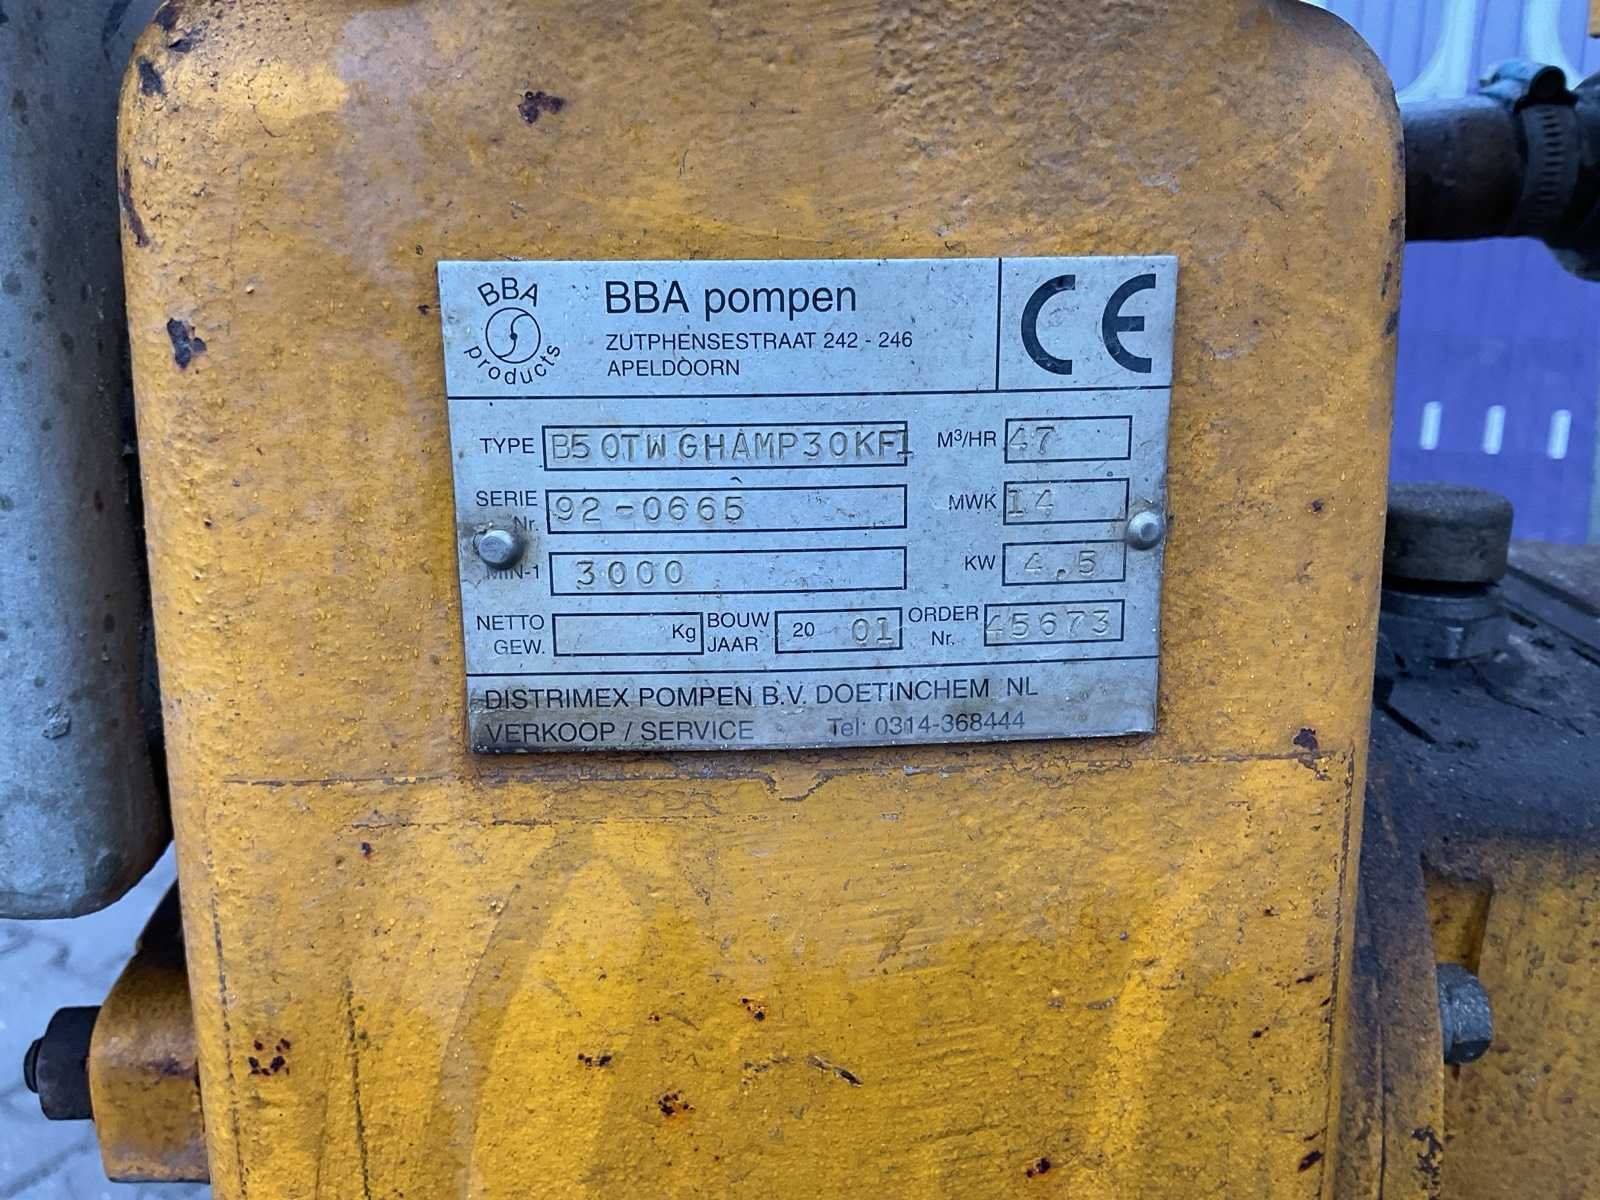 BBA products
BBA pompen
ZUTPHENSESTRAAT 242 - 246
APELDOORN
CE
TYPE B50TWGHAMP30KF1 M³/HR 47
SERIE Nr. 92-0665 MWK 14
MIN-1 3000 KW 4.5
NETTO GEW. Kg BOUW JAAR 20 01 ORDER Nr. 45673
DISTRIMEX POMPEN B.V. DOETINCHEM NL
VERKOOP / SERVICE Tel: 0314-368444